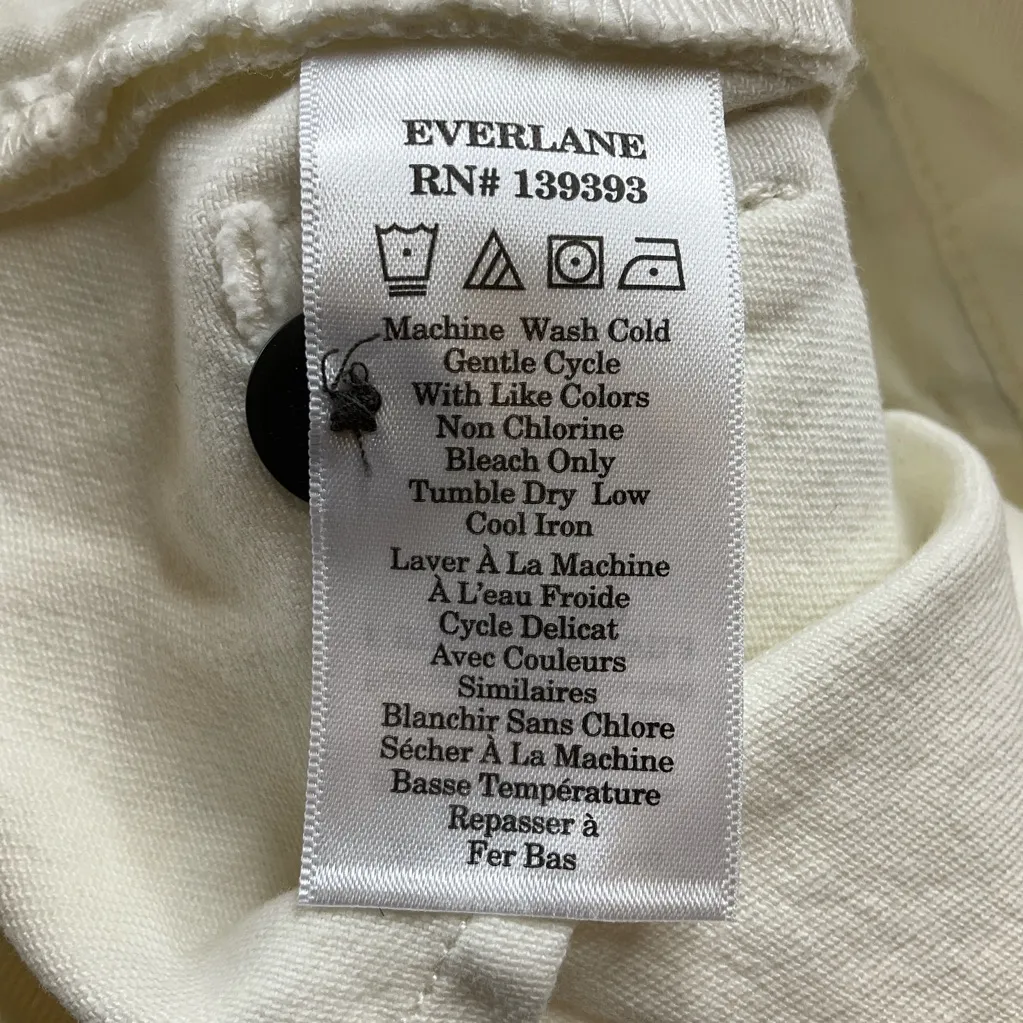 EVERLANE
RN# 139393
Machine Wash Cold
Gentle Cycle
With Like Colors
Non Chlorine
Bleach Only
Tumble Dry Low
Cool Iron
Laver À La Machine
À L'eau Froide
Cycle Delicat
Avec Couleurs
Similaires
Blanchir Sans Chlore
Sécher À La Machine
Basse Température
Repasser à
Fer Bas